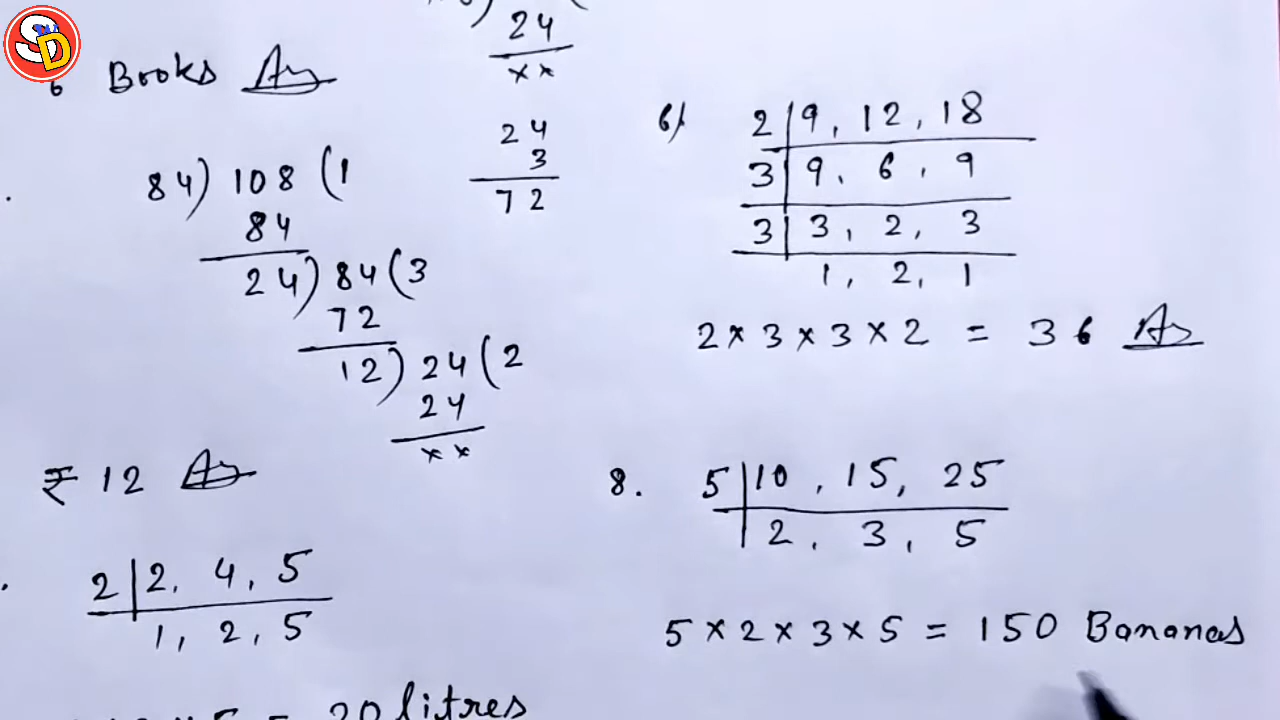 SD
24
××
6 Books Ans
24
3
72
84) 108 (1
84
24) 84 (3
72
12) 24 (2
24
××
₹ 12 Ans
2 | 2, 4, 5
1, 2, 5
20 litres
6) 2 | 9, 12, 18
3 | 9, 6, 9
3 | 3, 2, 3
1, 2, 1
2 × 3 × 3 × 2 = 36 Ans
8. 5 | 10, 15, 25
2, 3, 5
5 × 2 × 3 × 5 = 150 Bananas